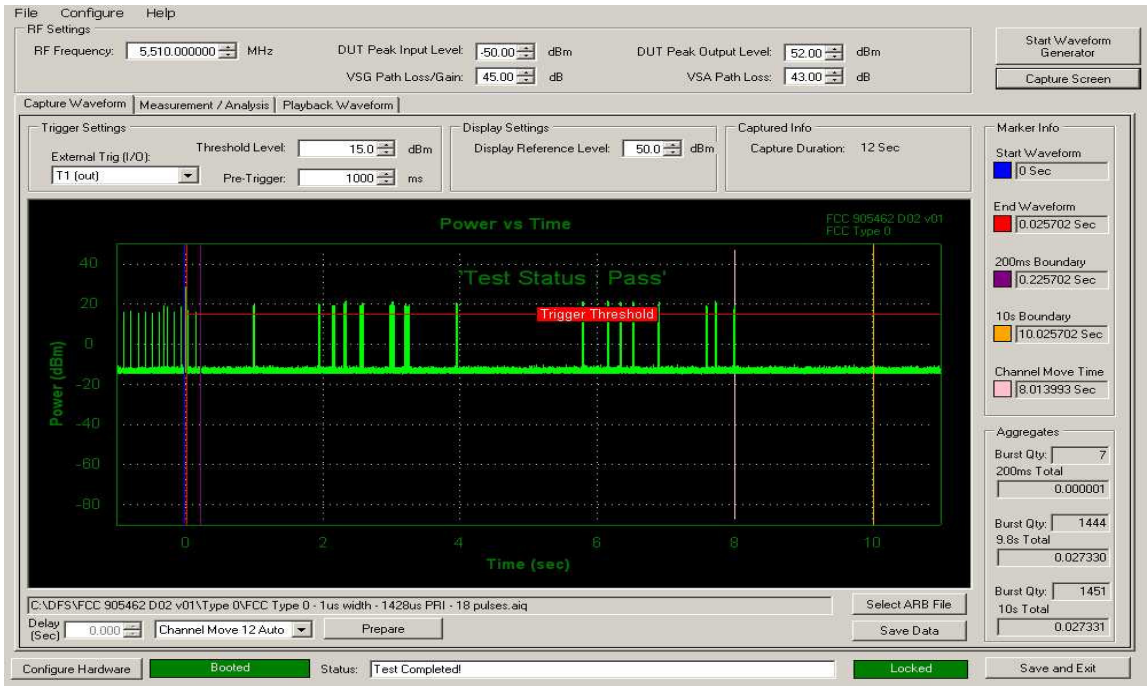 File Configure Help
RF Settings
RF Frequency: 5,510.000000 MHz DUT Peak Input Level: -50.00 dBm DUT Peak Output Level: 52.00 dBm
VSG Path Loss/Gain: 45.00 dB VSA Path Loss: 43.00 dB
Start Waveform
Generator
Capture Screen
Capture Waveform Measurement / Analysis Playback Waveform
Trigger Settings
External Trig (I/O):
T1 (out)
Threshold Level: 15.0 dBm
Pre-Trigger: 1000 ms
Display Settings
Display Reference Level: 50.0 dBm
Captured Info
Capture Duration: 12 Sec
Power vs Time
FCC 905462 D02 v01
FCC Type 0
'Test Status : Pass'
Trigger Threshold
Power (dBm)
40
20
0
-20
-40
-60
-80
0 2 4 6 8 10
Time (sec)
Marker Info
Start Waveform
0 Sec
End Waveform
0.025702 Sec
200ms Boundary
0.225702 Sec
10s Boundary
10.025702 Sec
Channel Move Time
8.013993 Sec
Aggregates
Burst Qty: 7
200ms Total
0.000001
Burst Qty: 1444
9.8s Total
0.027330
Burst Qty: 1451
10s Total
0.027331
C:\DFS\FCC 905462 D02 v01\Type 0\FCC Type 0 - 1us width - 1428us PRI - 18 pulses.aiq
Select ARB File
Delay
(Sec) 0.000 Channel Move 12 Auto Prepare
Save Data
Configure Hardware Booted Status: Test Completed! Locked Save and Exit